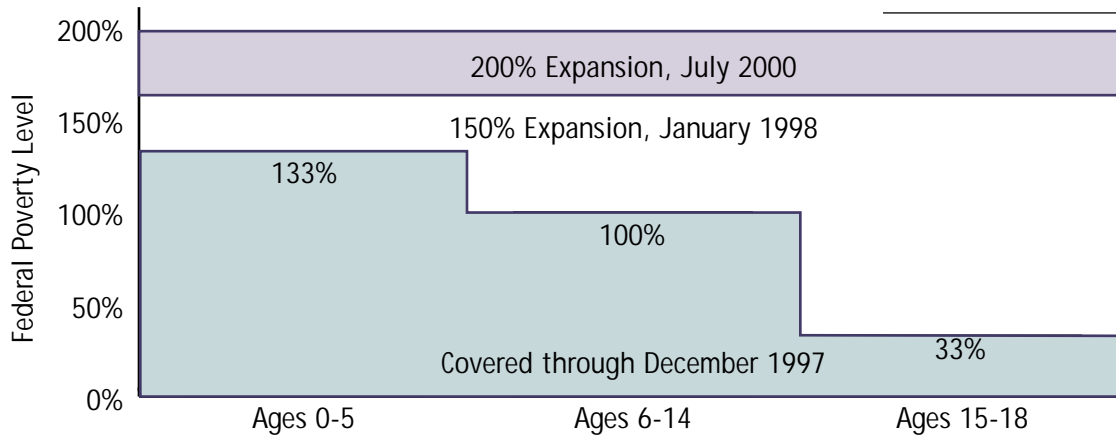 Federal Poverty Level
200%
150%
100%
50%
0%
200% Expansion, July 2000
150% Expansion, January 1998
133%
100%
33%
Covered through December 1997
Ages 0-5
Ages 6-14
Ages 15-18